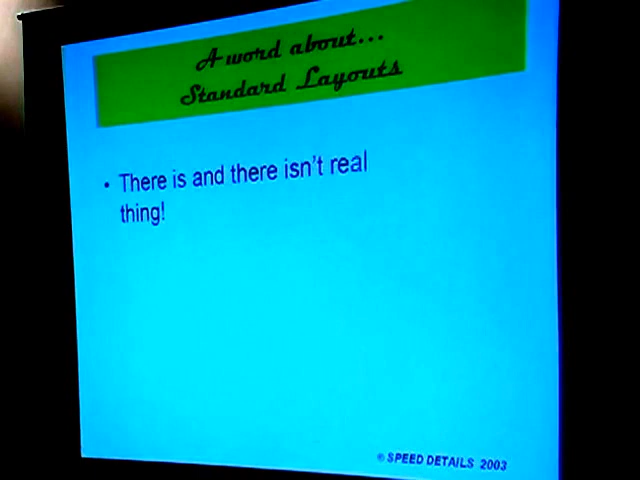 A word about...
Standard Layouts
• There is and there isn't real
thing!
© SPEED DETAILS 2003